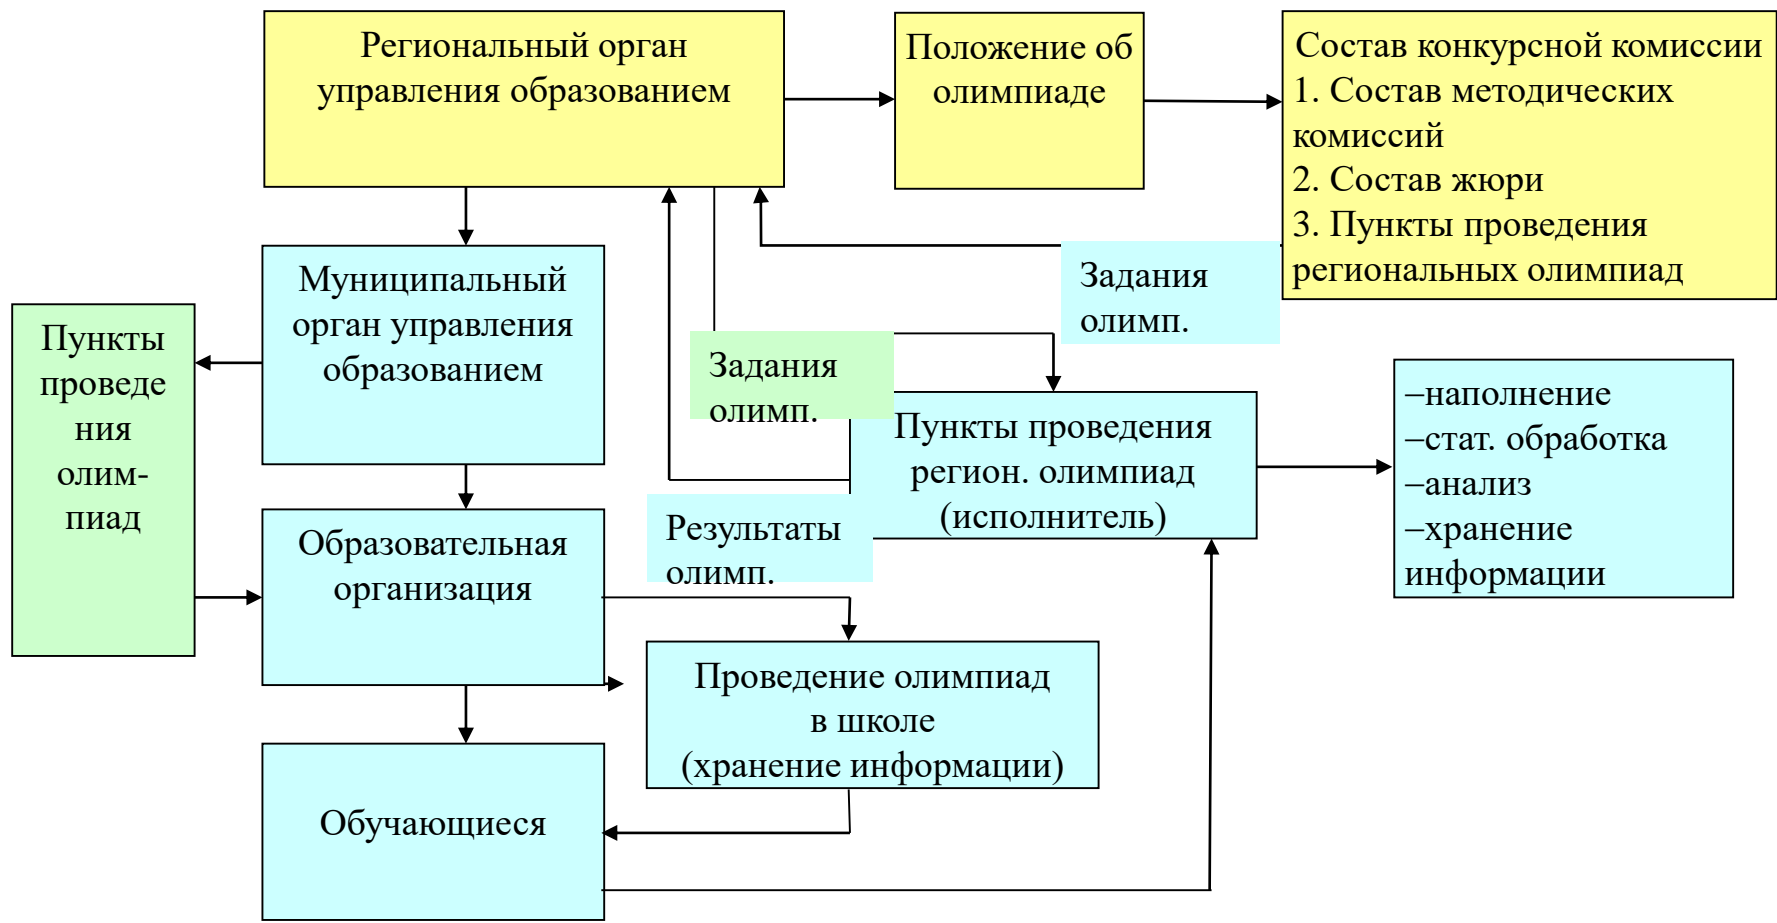 Региональный орган
управления образованием
Положение об
олимпиаде
Состав конкурсной комиссии
1. Состав методических
комиссий
2. Состав жюри
3. Пункты проведения
региональных олимпиад
Муниципальный
орган управления
образованием
Задания
олимп.
Пункты
проведе
ния
олим-
пиад
Задания
олимп.
Пункты проведения
регион. олимпиад
(исполнитель)
–наполнение
–стат. обработка
–анализ
–хранение
информации
Образовательная
организация
Результаты
олимп.
Проведение олимпиад
в школе
(хранение информации)
Обучающиеся